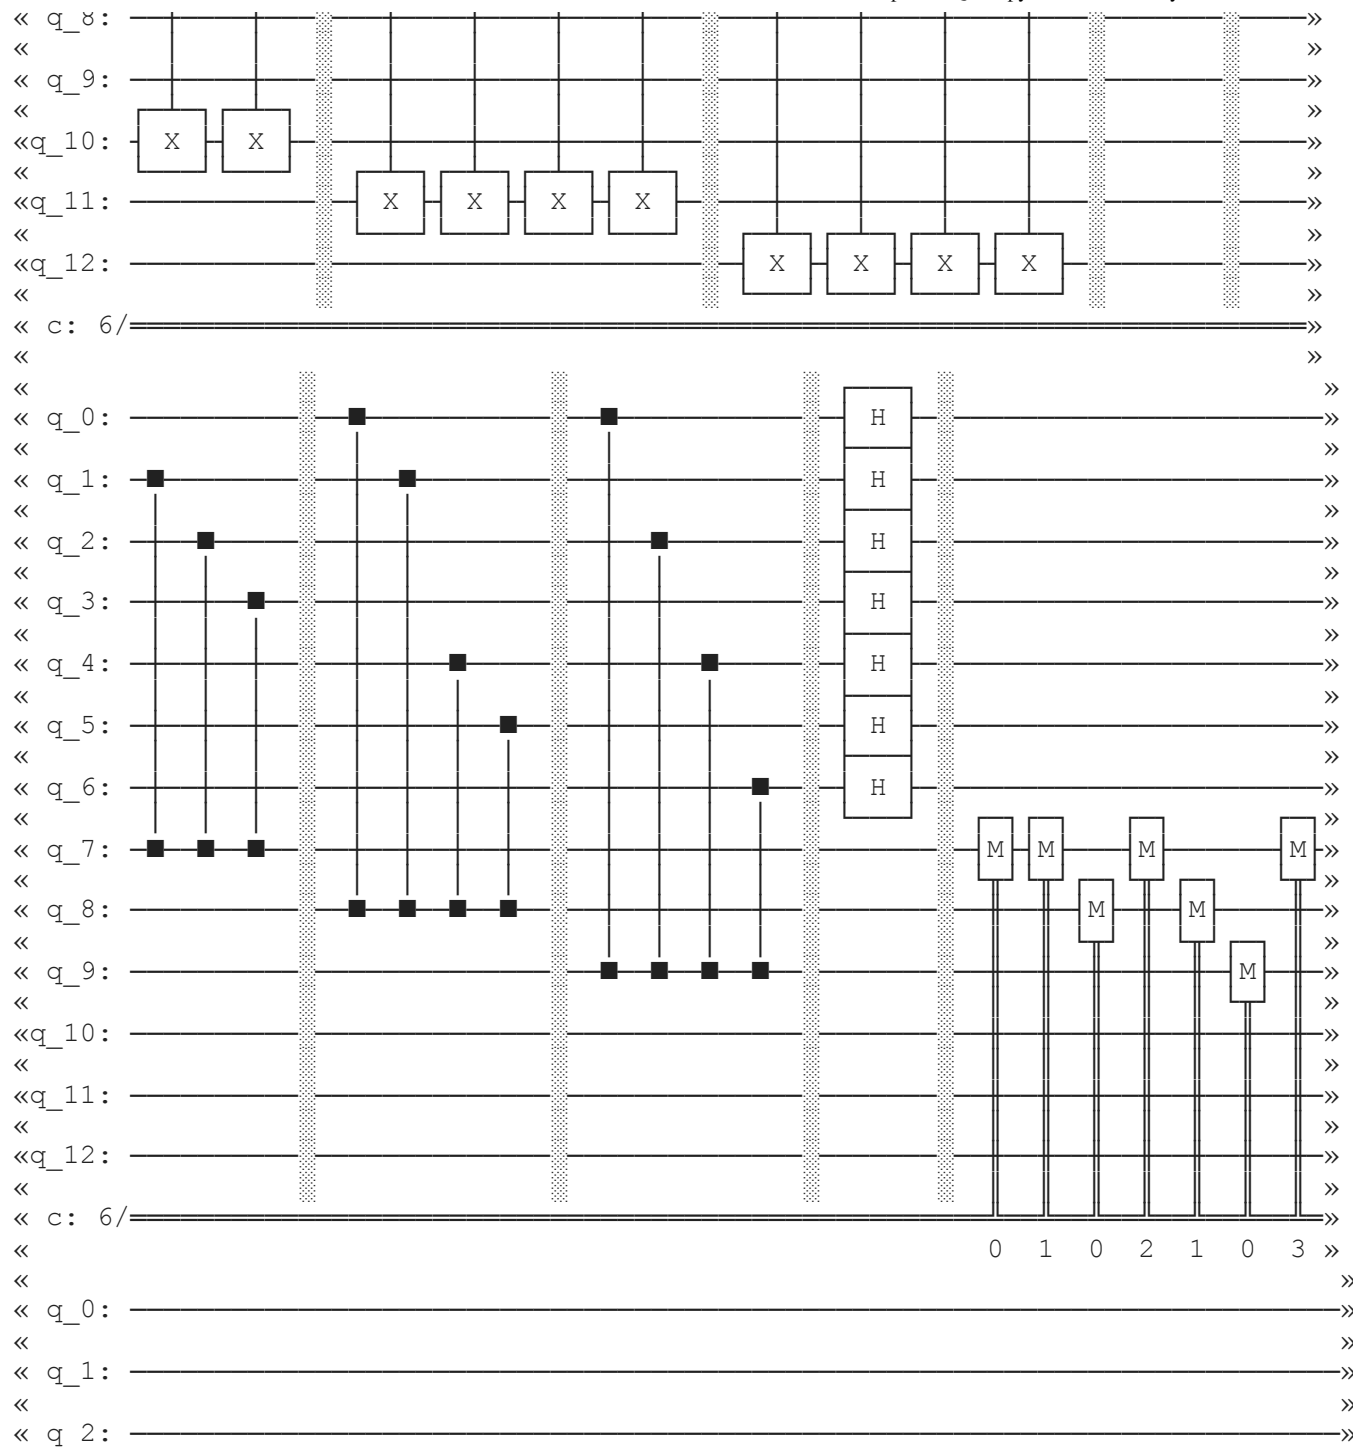 « q_8: »
« »
« q_9: »
« »
«q_10: X X »
« »
«q_11: X X X X »
« »
«q_12: X X X X »
« »
« c: 6/ »
« »
« »
« q_0: H »
« »
« q_1: H »
« »
« q_2: H »
« »
« q_3: H »
« »
« q_4: H »
« »
« q_5: H »
« »
« q_6: H »
« »
« q_7: M M M M »
« »
« q_8: M M »
« »
« q_9: M »
« »
«q_10: »
« »
«q_11: »
« »
«q_12: »
« »
« c: 6/ »
« 0 1 0 2 1 0 3 »
« »
« q_0: »
« »
« q_1: »
« »
« q 2: »